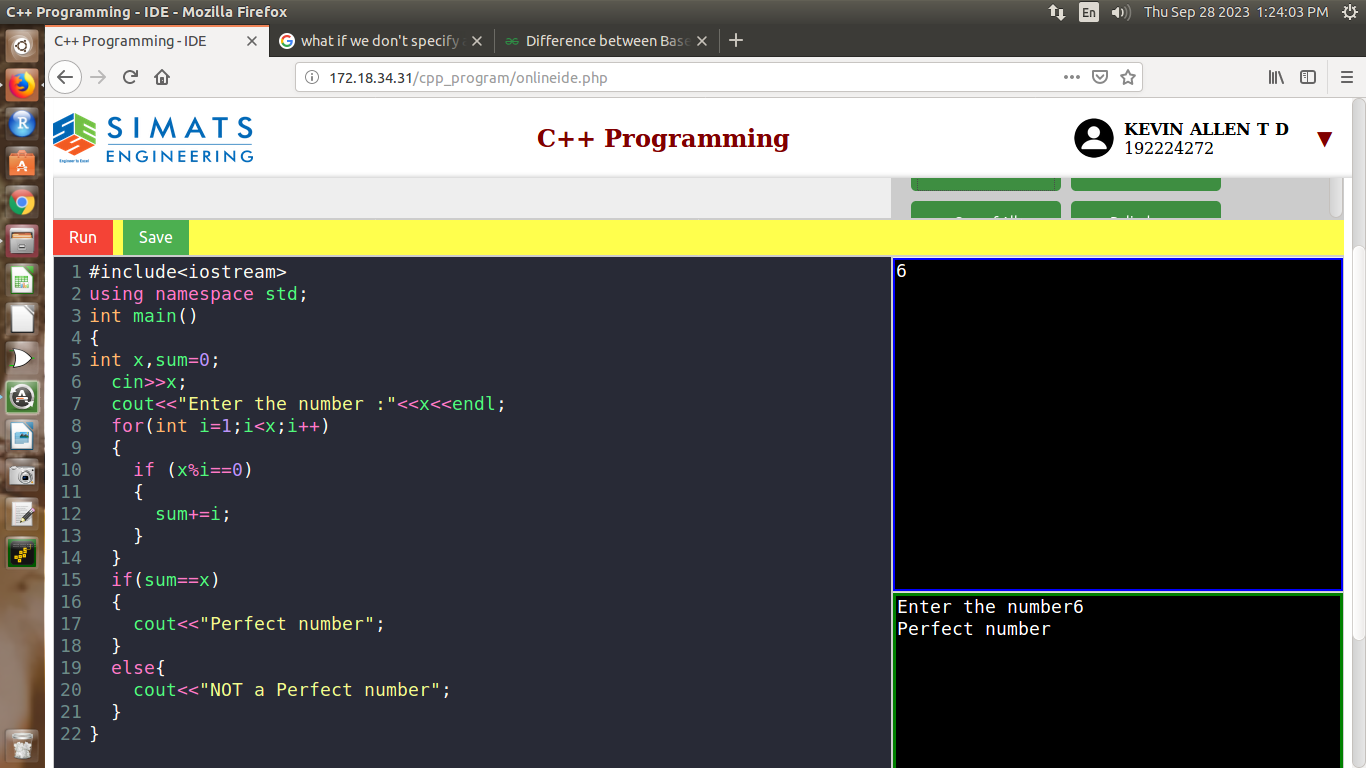 C++ Programming - IDE - Mozilla Firefox
En
Thu Sep 28 2023 1:24:03 PM
C++ Programming - IDE
what if we don't specify
Difference between Base
172.18.34.31/cpp_program/onlineide.php
SIMATS
ENGINEERING
Engineer to Excel
C++ Programming
KEVIN ALLEN T D
192224272
Run Save
1 #include<iostream>
2 using namespace std;
3 int main()
4 {
5 int x,sum=0;
6 cin>>x;
7 cout<<"Enter the number :"<<x<<endl;
8 for(int i=1;i<x;i++)
9 {
10 if (x%i==0)
11 {
12 sum+=i;
13 }
14 }
15 if(sum==x)
16 {
17 cout<<"Perfect number";
18 }
19 else{
20 cout<<"NOT a Perfect number";
21 }
22 }
6
Enter the number6
Perfect number